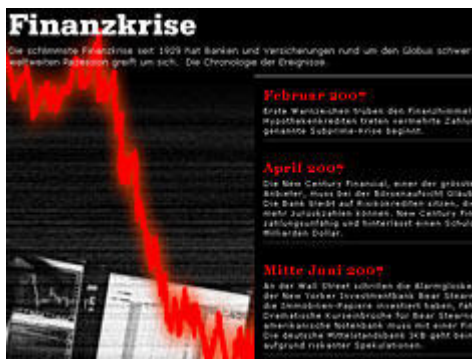 Finanzkrise
Die schlimmste Finanzkrise seit 1929 hat Banken und Versicherungen rund um den Globus schwer
weltweiten Rezession greift um sich. Die Chronologie der Ereignisse.
Februar 2007
Erste Warnzeichen trüben den Finanzhimmel
Hypothekenkrediten treten vermehrte Zahlu
genannte Subprime-Krise beginnt.
April 2007
Die New Century Financial, einer der grösst
Anbieter, muss bei der Börsenaufsicht Gläub
Die Bank bleibt auf Risikokrediten sitzen, di
mehr zurückzahlen können. New Century Fin
zahlungsunfähig und hinterlässt einen Schul
Milliarden Dollar.
Mitte Juni 2007
An der Wall Street schrillen die Alarmglocke
der New Yorker Investmentbank Bear Stear
die Immobilien-Papiere investiert haben,
Dramatische Kurseinbrüche für Bear Stearn
amerikanische Notenbank muss mit einer Fi
Die deutsche Mittelstandsbank IKB geht
aufgrund riskanter Spekulationen.